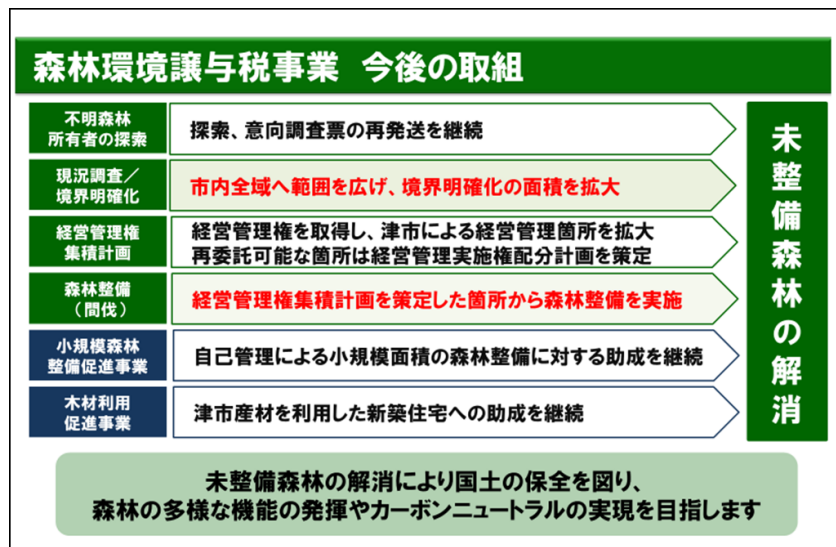 森林環境譲与税事業 今後の取組
不明森林
所有者の探索
探索、意向調査票の再発送を継続
現況調査／
境界明確化
市内全域へ範囲を広げ、境界明確化の面積を拡大
経営管理権
集積計画
経営管理権を取得し、津市による経営管理箇所を拡大
再委託可能な箇所は経営管理実施権配分計画を策定
森林整備
（間伐）
経営管理権集積計画を策定した箇所から森林整備を実施
小規模森林
整備促進事業
自己管理による小規模面積の森林整備に対する助成を継続
木材利用
促進事業
津市産材を利用した新築住宅への助成を継続
未整備森林の解消
未整備森林の解消により国土の保全を図り、
森林の多様な機能の発揮やカーボンニュートラルの実現を目指します